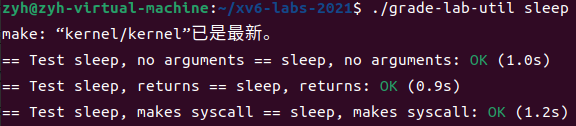 zyh@zyh-virtual-machine:~/xv6-labs-2021$ ./grade-lab-util sleep
make: “kernel/kernel”已是最新。
== Test sleep, no arguments == sleep, no arguments: OK (1.0s)
== Test sleep, returns == sleep, returns: OK (0.9s)
== Test sleep, makes syscall == sleep, makes syscall: OK (1.2s)